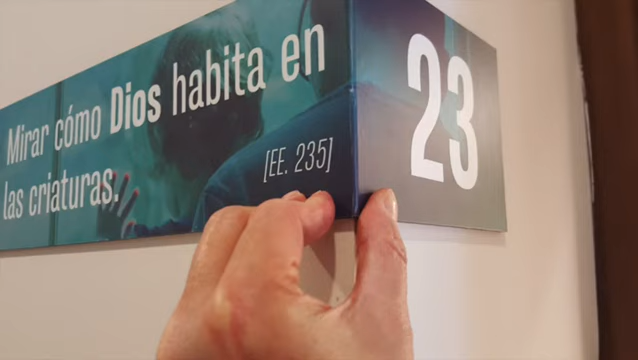 Mirar cómo Dios habita en
las criaturas.
[EE. 235]
23